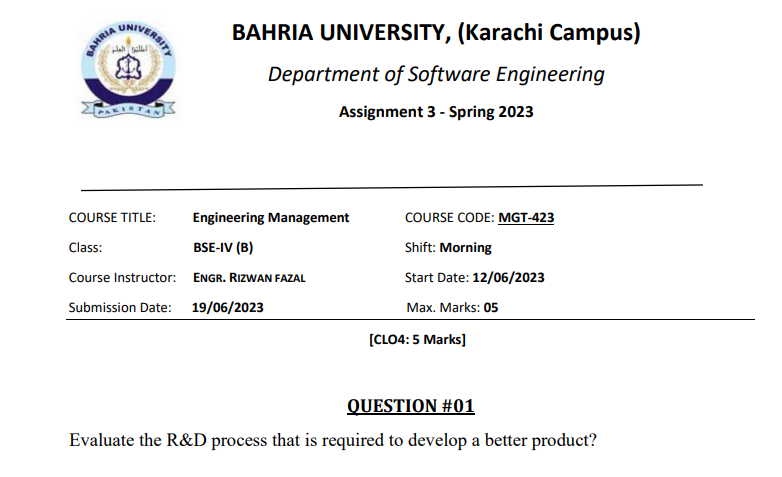 BAHRIA UNIVERSITY
PAKISTAN
BAHRIA UNIVERSITY, (Karachi Campus)
Department of Software Engineering
Assignment 3 - Spring 2023
COURSE TITLE: Engineering Management COURSE CODE: MGT-423
Class: BSE-IV (B) Shift: Morning
Course Instructor: ENGR. RIZWAN FAZAL Start Date: 12/06/2023
Submission Date: 19/06/2023 Max. Marks: 05
[CLO4: 5 Marks]
QUESTION #01
Evaluate the R&D process that is required to develop a better product?